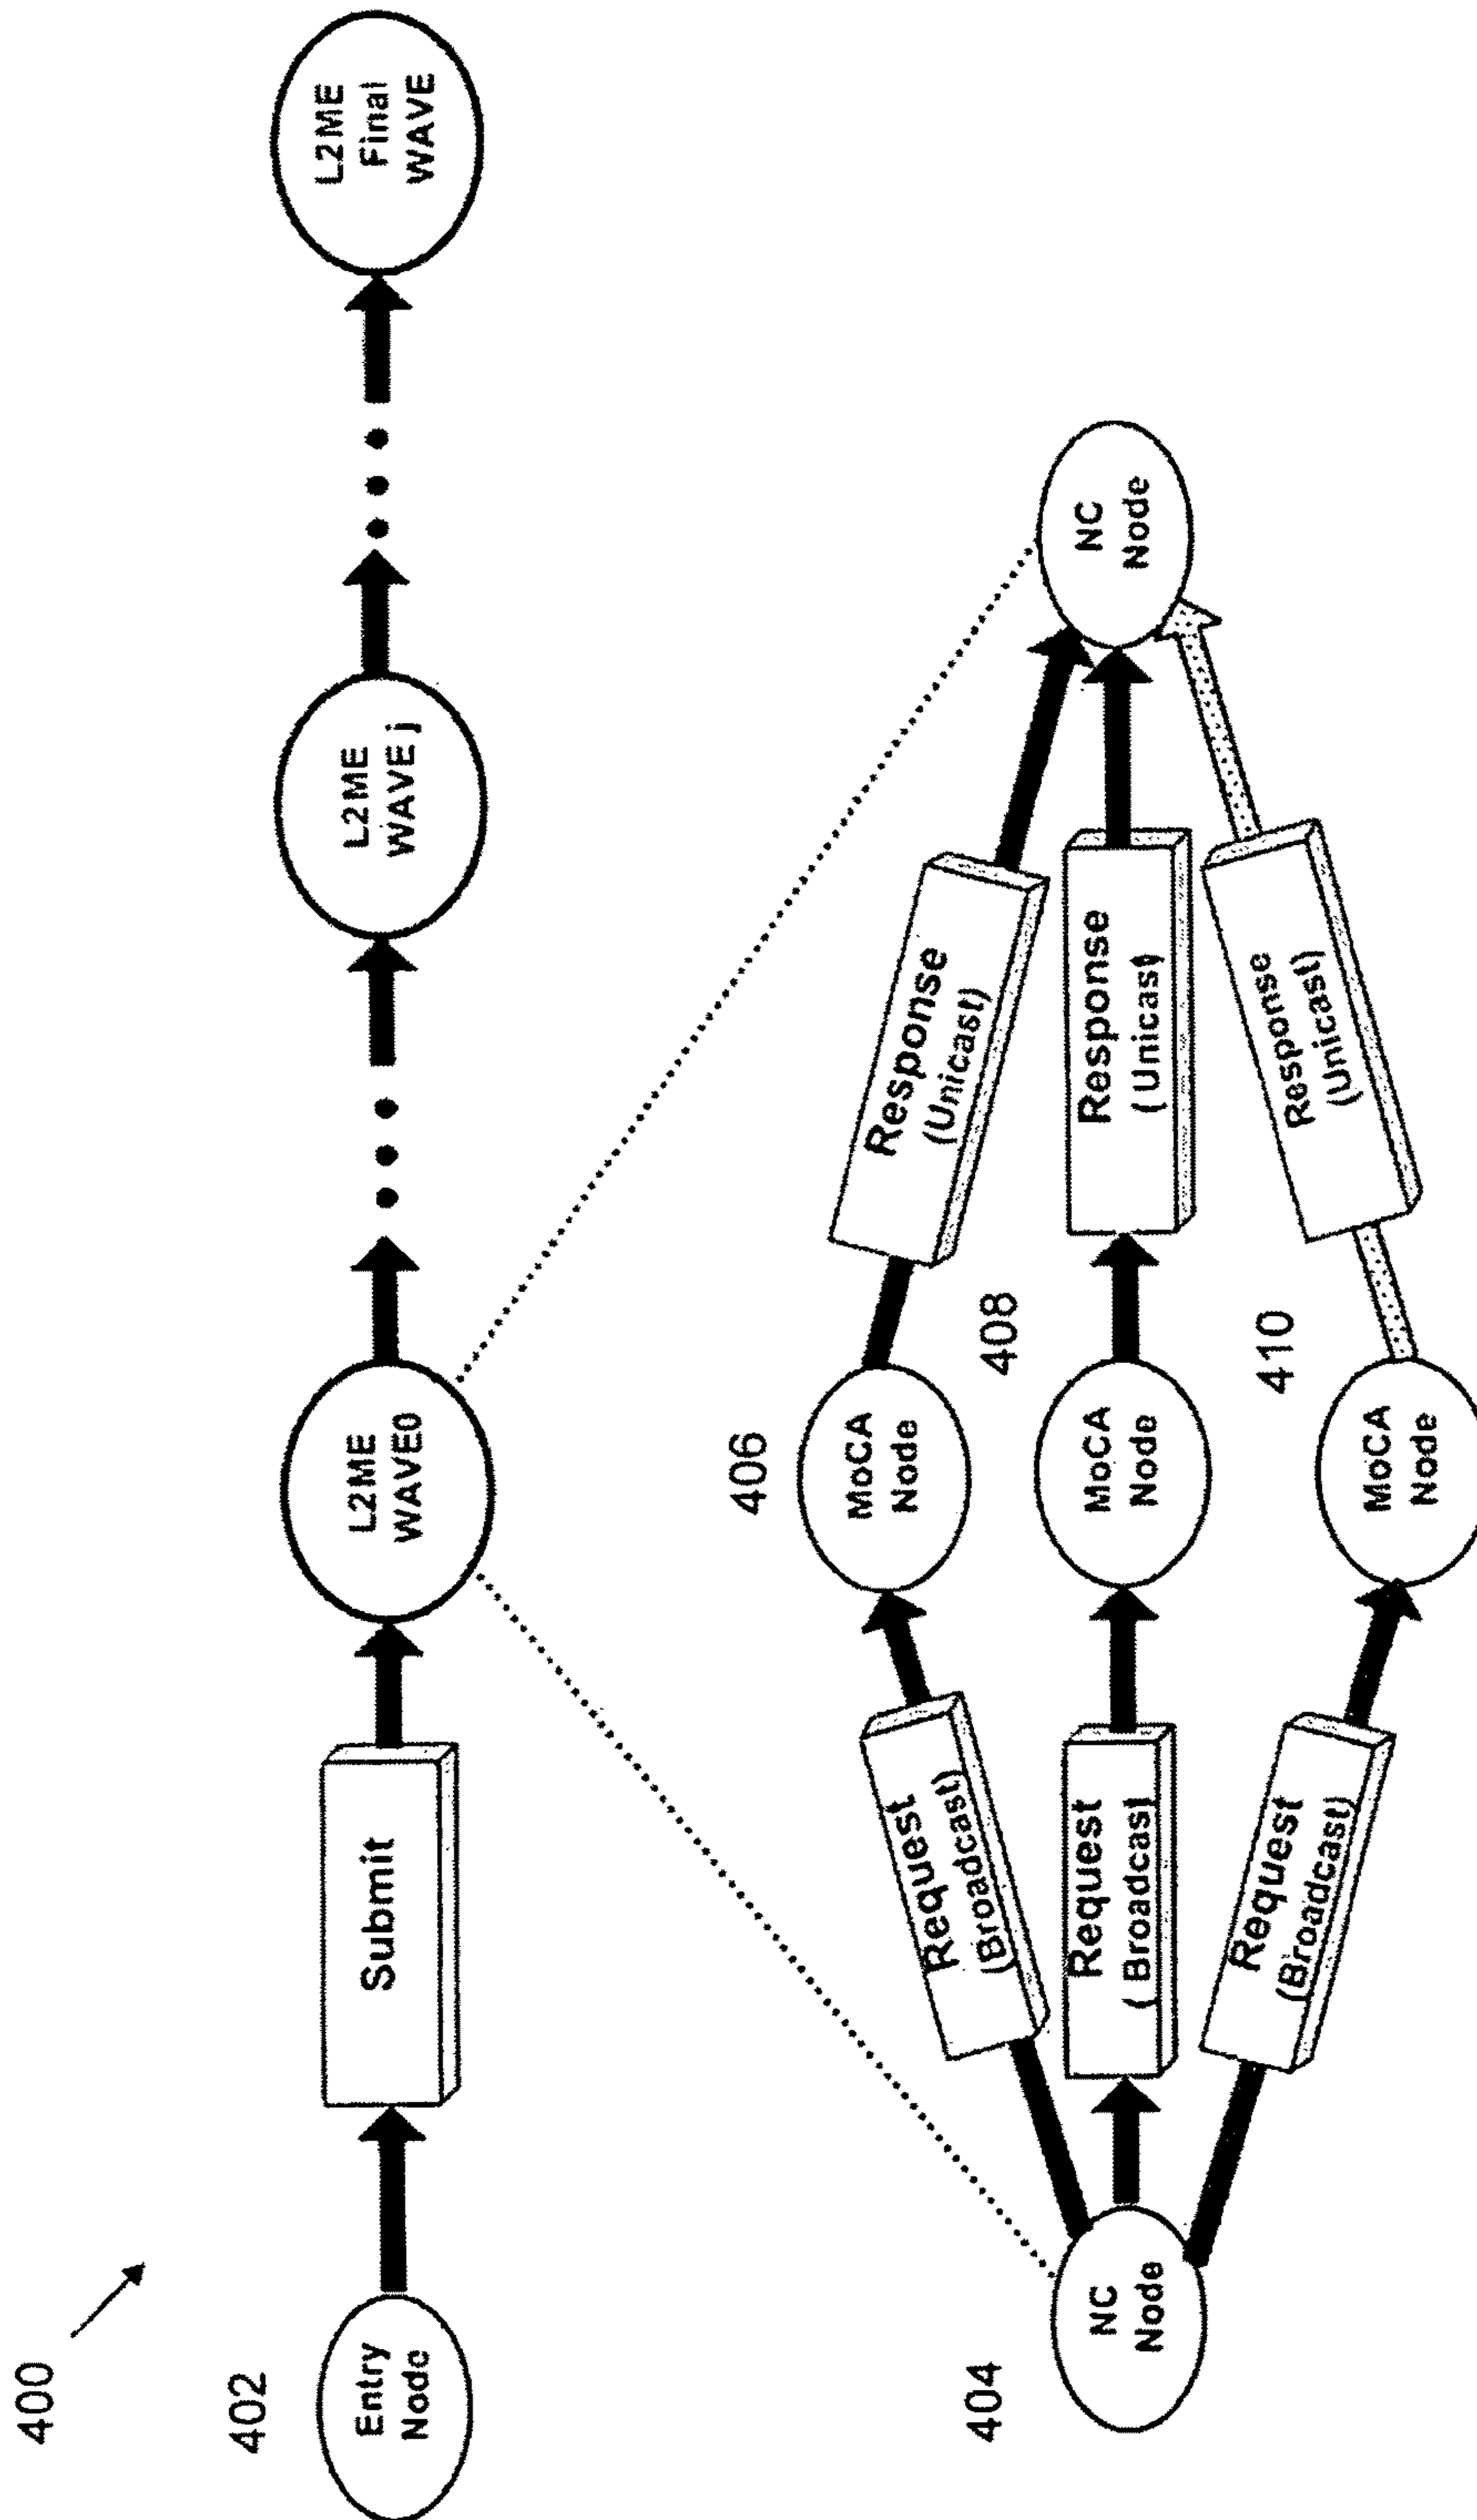 400
402
Entry
Node
Submit
L2ME
WAVE0
L2ME
WAVE j
L2ME
Final
WAVE
404
NC
Node
Request
(Broadcast)
Request
(Broadcast)
Request
(Broadcast)
406
MoCA
Node
408
MoCA
Node
410
MoCA
Node
Response
(Unicast)
Response
(Unicast)
Response
(Unicast)
NC
Node